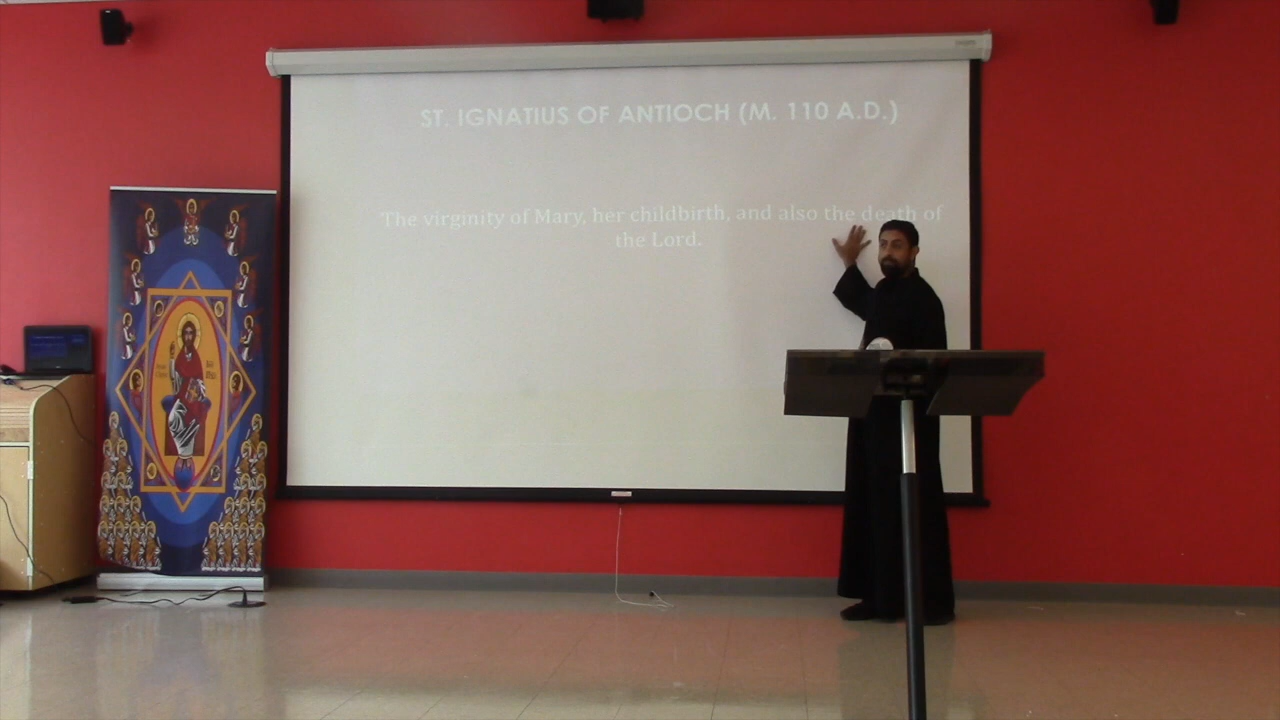 ST. IGNATIUS OF ANTIOCH (M. 110 A.D.)
The virginity of Mary, her childbirth, and also the death of
the Lord.